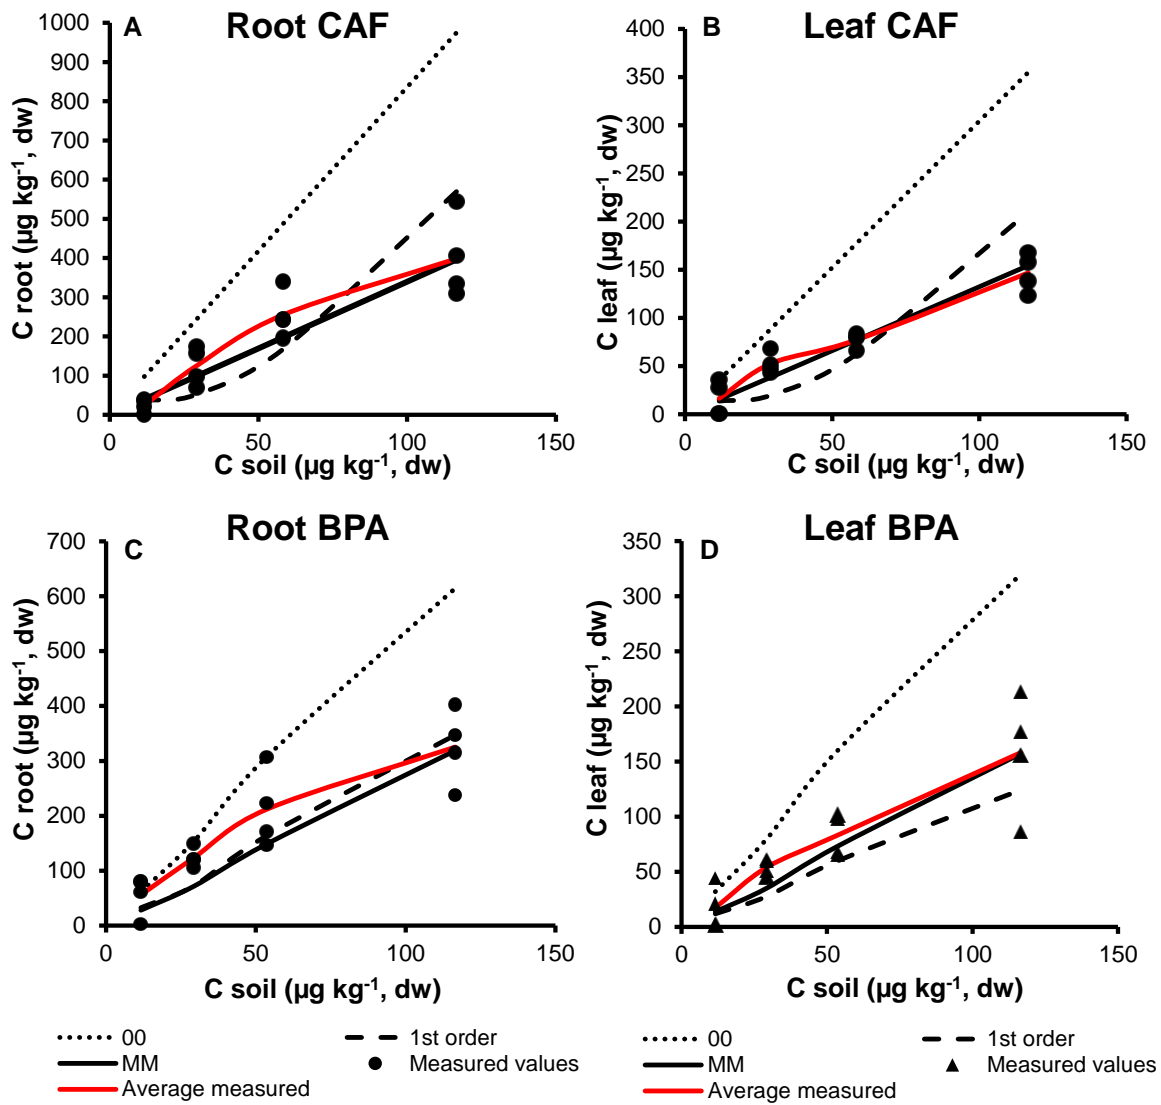 A
Root CAF
C root (µg kg⁻¹, dw)
1000
900
800
700
600
500
400
300
200
100
0
0 50 100 150
C soil (µg kg⁻¹, dw)
B
Leaf CAF
C leaf (µg kg⁻¹, dw)
400
350
300
250
200
150
100
50
0
0 50 100 150
C soil (µg kg⁻¹, dw)
C
Root BPA
C root (µg kg⁻¹, dw)
700
600
500
400
300
200
100
0
0 50 100 150
C soil (µg kg⁻¹, dw)
D
Leaf BPA
C leaf (µg kg⁻¹, dw)
350
300
250
200
150
100
50
0
0 50 100 150
C soil (µg kg⁻¹, dw)
00 1st order
MM Measured values
Average measured
00 1st order
MM Measured values
Average measured